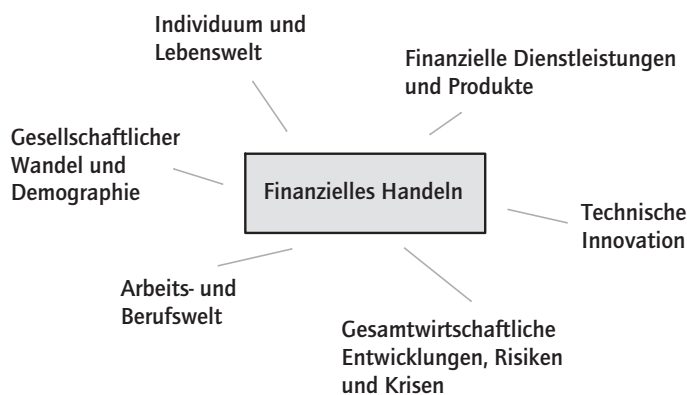 Individuum und
Lebenswelt
Finanzielle Dienstleistungen
und Produkte
Gesellschaftlicher
Wandel und
Demographie
Finanzielles Handeln
Technische
Innovation
Arbeits- und
Berufswelt
Gesamtwirtschaftliche
Entwicklungen, Risiken
und Krisen